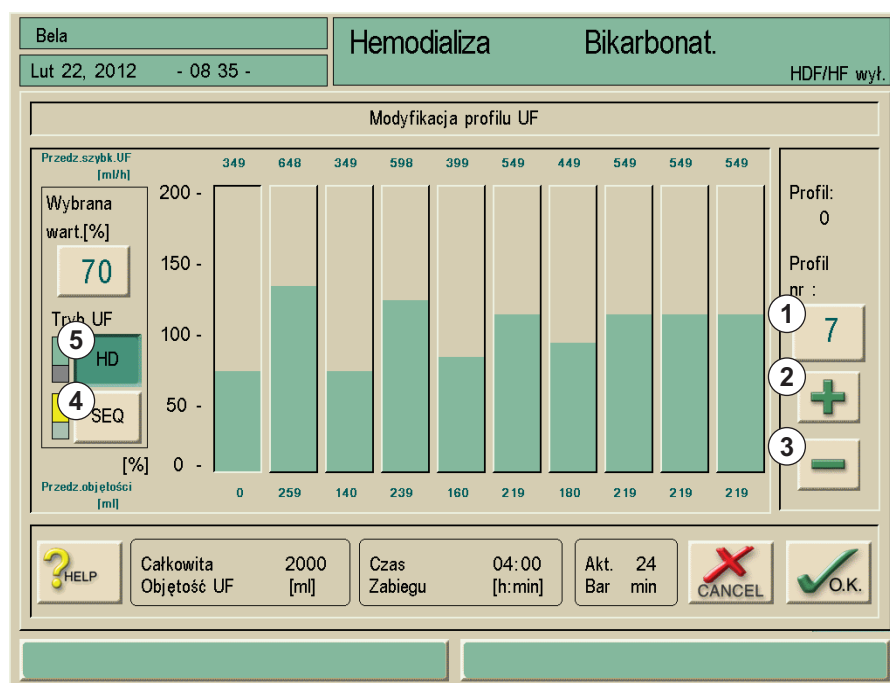 Bela
Hemodializa Bikarbonat.
Lut 22, 2012 - 08 35 -
HDF/HF wył.
Modyfikacja profilu UF
Przedz.szybk.UF
[ml/h]
349 648 349 598 399 549 449 549 549 549
Wybrana
wart.[%]
70
Tryb UF
5
HD
4
SEQ
200 -
150 -
100 -
50 -
[%] 0 -
Przedz.objętości
[ml]
0 259 140 239 160 219 180 219 219 219
Profil:
0
Profil
nr :
1
7
2
3
HELP
Całkowita 2000
Objętość UF [ml]
Czas 04:00
Zabiegu [h:min]
Akt. 24
Bar min
CANCEL
O.K.